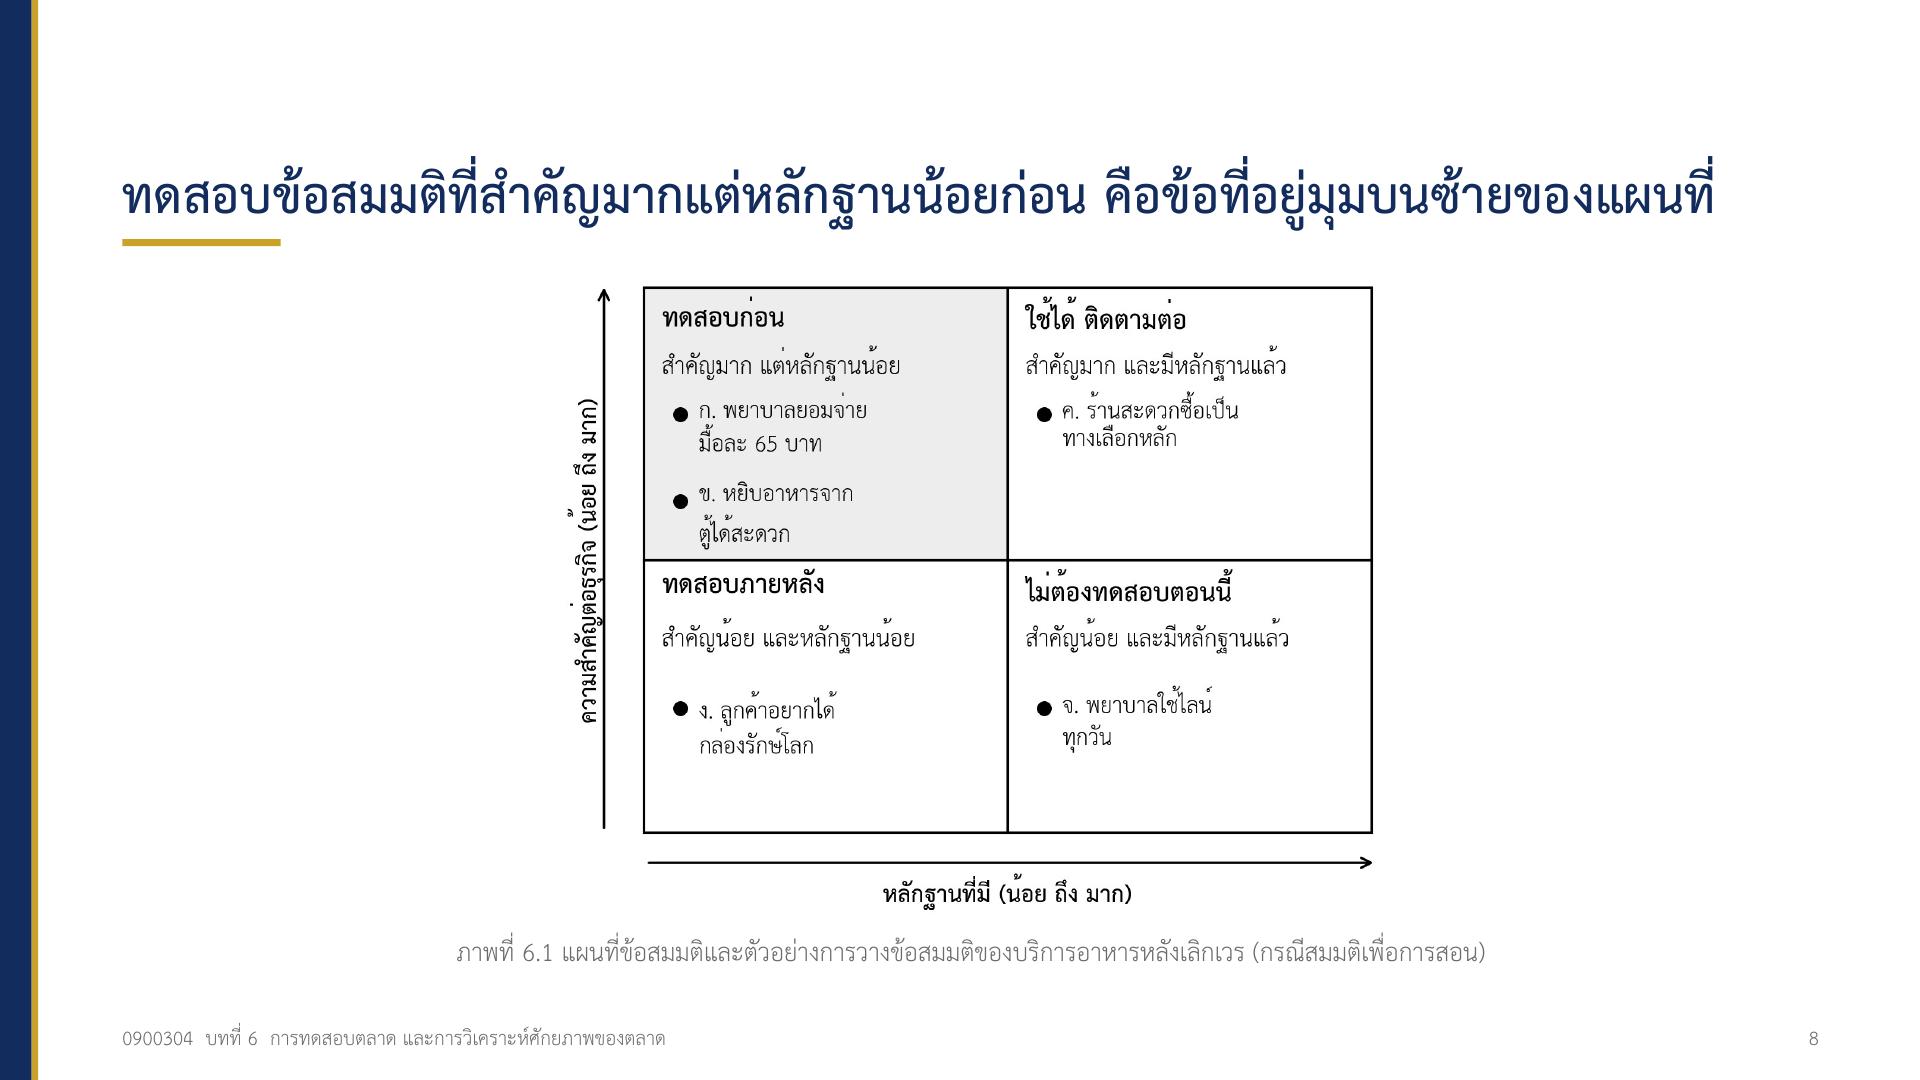 ทดสอบข้อสมมติที่สำคัญมากแต่หลักฐานน้อยก่อน คือข้อที่อยู่มุมบนซ้ายของแผนที่
ความสำคัญต่อธุรกิจ (น้อย ถึง มาก)
ทดสอบก่อน
สำคัญมาก แต่หลักฐานน้อย
ก. พยาบาลยอมจ่าย
มื้อละ 65 บาท
ข. หยิบอาหารจาก
ตู้ได้สะดวก
ใช้ได้ ติดตามต่อ
สำคัญมาก และมีหลักฐานแล้ว
ค. ร้านสะดวกซื้อเป็น
ทางเลือกหลัก
ทดสอบภายหลัง
สำคัญน้อย และหลักฐานน้อย
ง. ลูกค้าอยากได้
กล่องรักษ์โลก
ไม่ต้องทดสอบตอนนี้
สำคัญน้อย และมีหลักฐานแล้ว
จ. พยาบาลใช้ไลน์
ทุกวัน
หลักฐานที่มี (น้อย ถึง มาก)
ภาพที่ 6.1 แผนที่ข้อสมมติและตัวอย่างการวางข้อสมมติของบริการอาหารหลังเลิกเวร (กรณีสมมติเพื่อการสอน)
0900304 บทที่ 6 การทดสอบตลาด และการวิเคราะห์ศักยภาพของตลาด
8